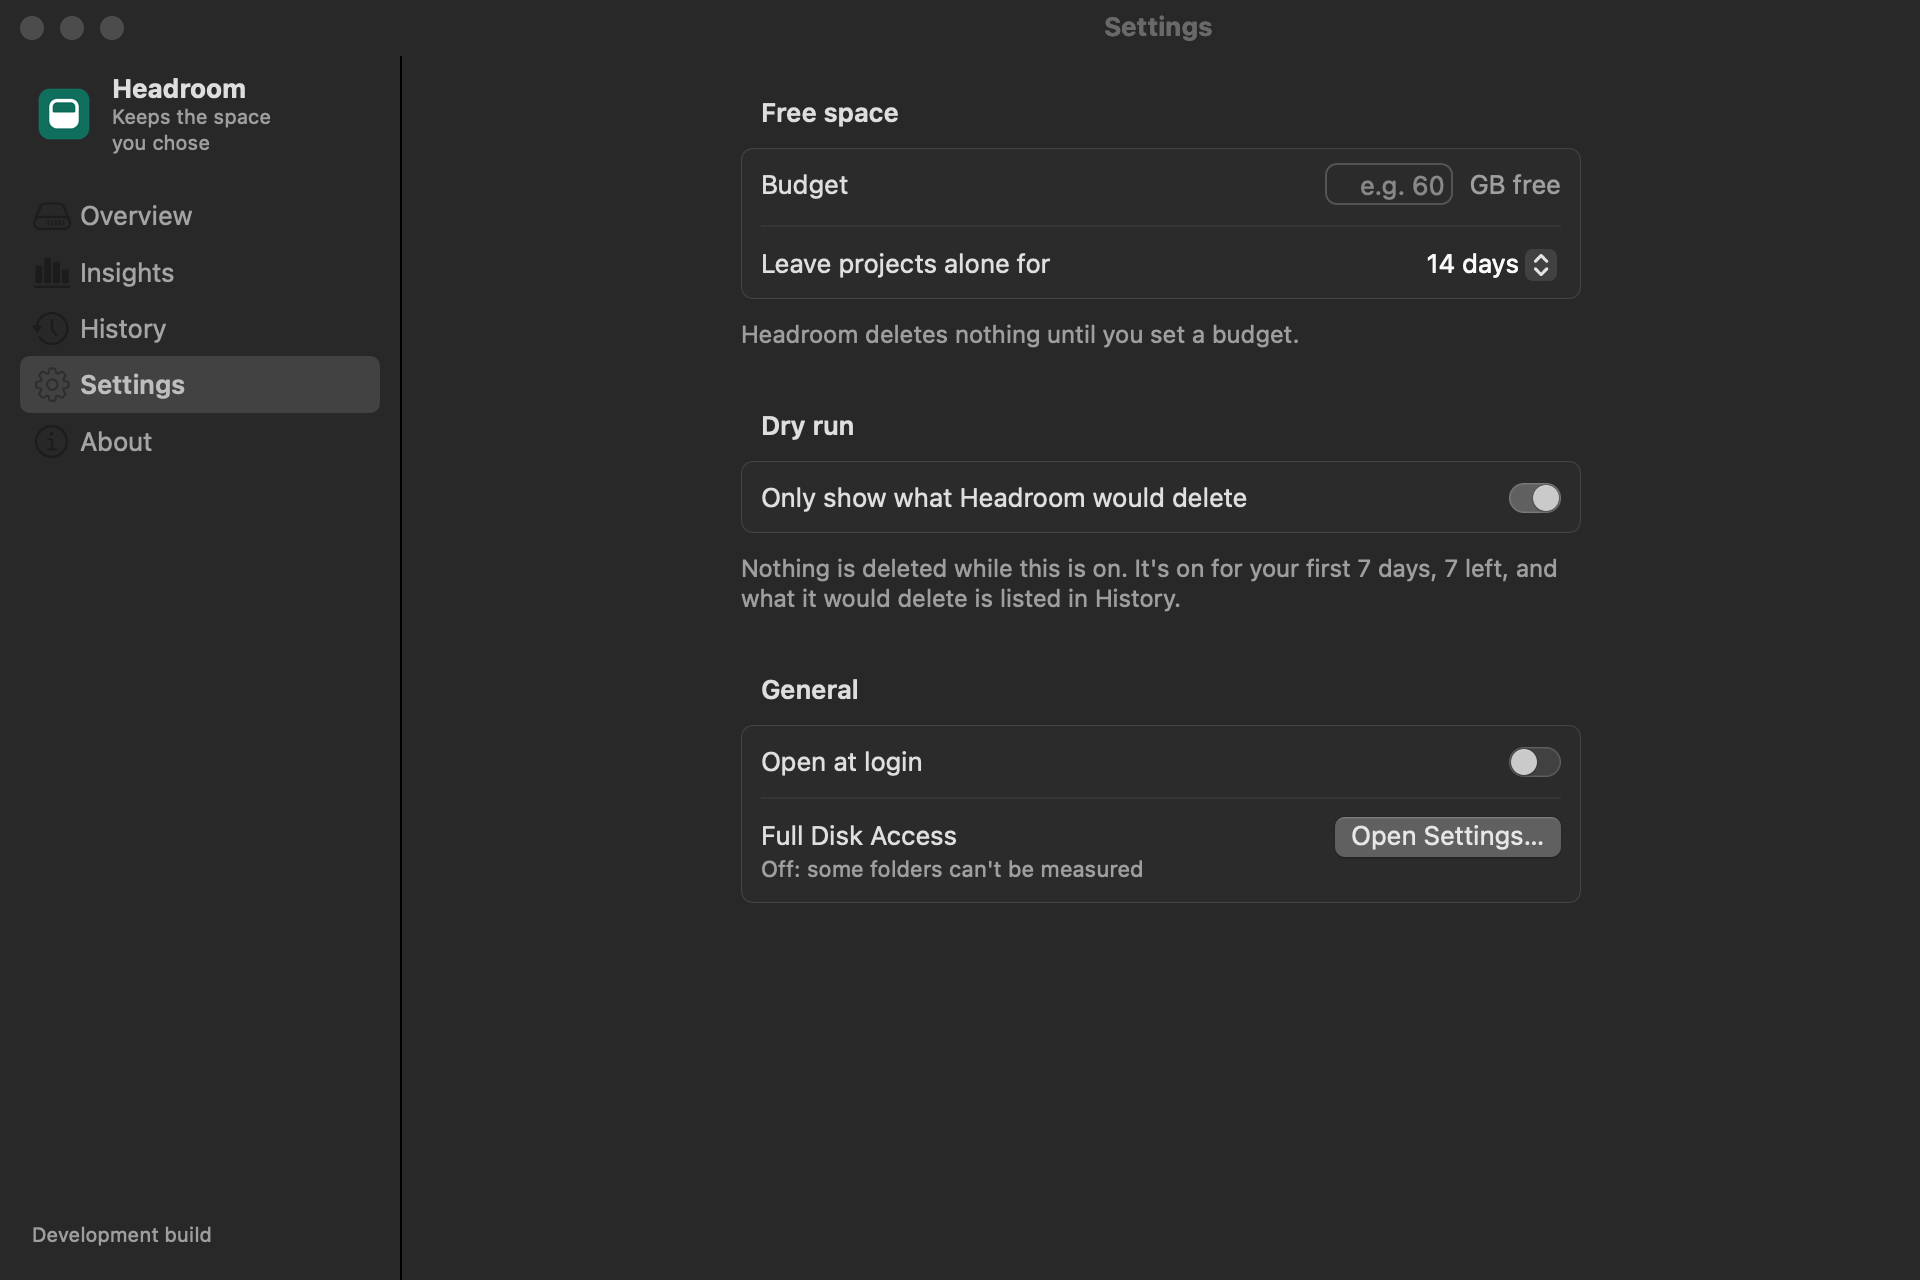 Settings
Headroom
Keeps the space
you chose
Overview
Insights
History
Settings
About
Development build
Free space
Budget
e.g. 60 GB free
Leave projects alone for
14 days
Headroom deletes nothing until you set a budget.
Dry run
Only show what Headroom would delete
Nothing is deleted while this is on. It's on for your first 7 days, 7 left, and
what it would delete is listed in History.
General
Open at login
Full Disk Access
Off: some folders can't be measured
Open Settings...